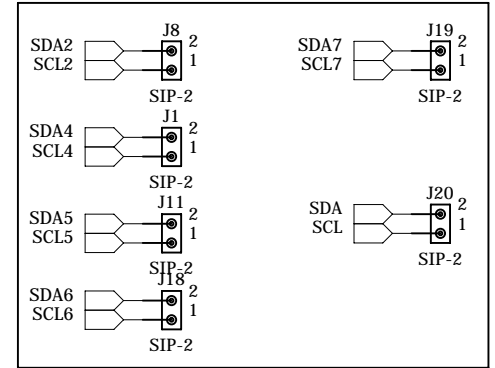 J8
SDA2 2
SCL2 1
SIP-2
J1
SDA4 2
SCL4 1
SIP-2
J11
SDA5 2
SCL5 1
SIP-2
J18
SDA6 2
SCL6 1
SIP-2
J19
SDA7 2
SCL7 1
SIP-2
J20
SDA 2
SCL 1
SIP-2